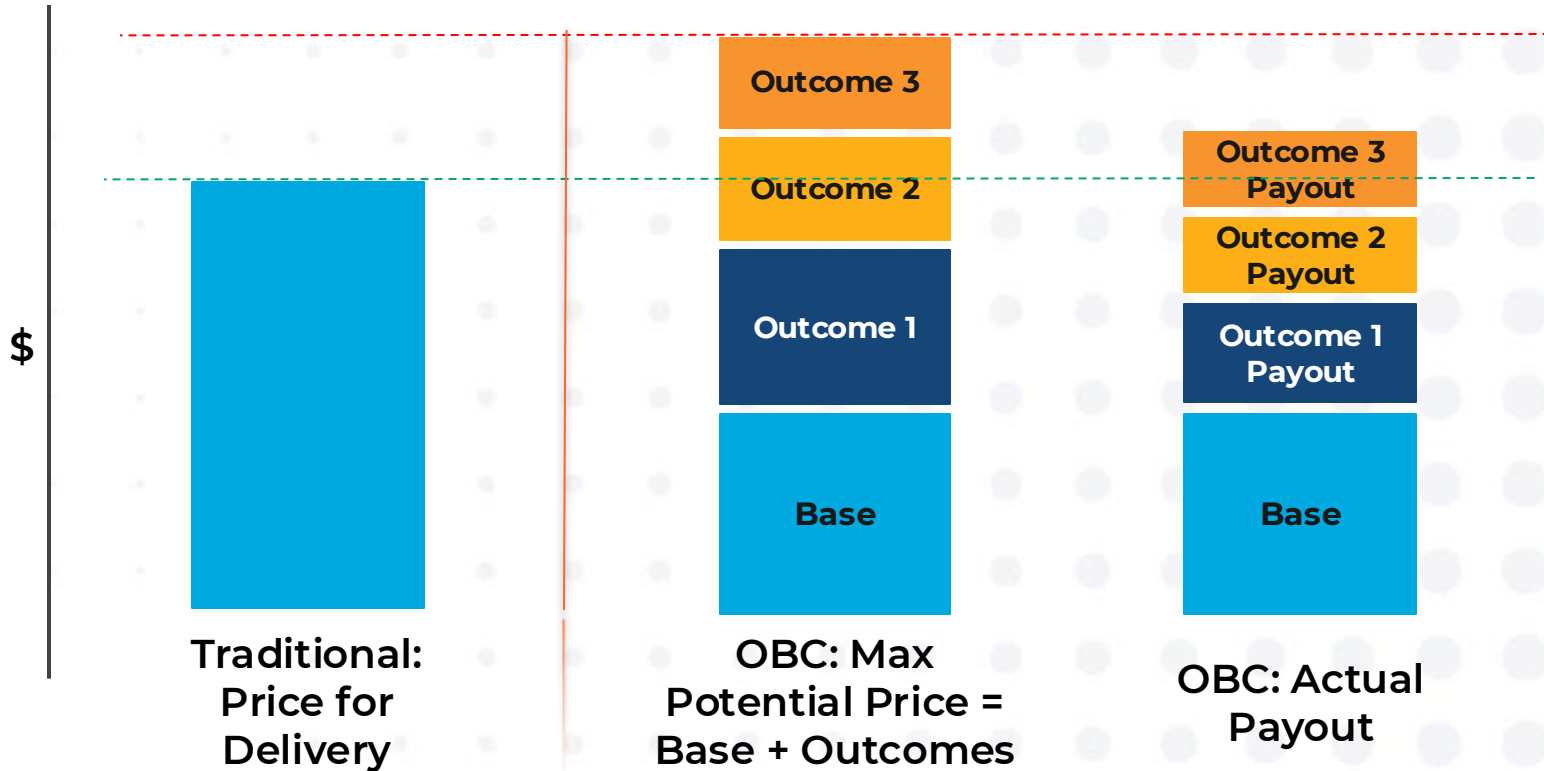 $
Traditional:
Price for
Delivery
Outcome 3
Outcome 2
Outcome 1
Base
OBC: Max
Potential Price =
Base + Outcomes
Outcome 3
Payout
Outcome 2
Payout
Outcome 1
Payout
Base
OBC: Actual
Payout